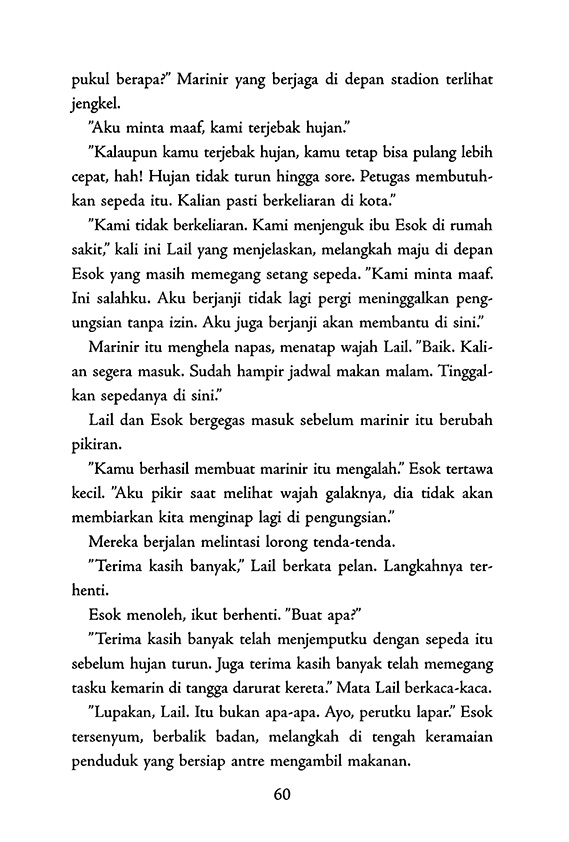 pukul berapa?” Marinir yang berjaga di depan stadion terlihat
jengkel.
”Aku minta maaf, kami terjebak hujan.”
”Kalaupun kamu terjebak hujan, kamu tetap bisa pulang lebih
cepat, hah! Hujan tidak turun hingga sore. Petugas membutuh-
kan sepeda itu. Kalian pasti berkeliaran di kota.”
”Kami tidak berkeliaran. Kami menjenguk ibu Esok di rumah
sakit,” kali ini Lail yang menjelaskan, melangkah maju di depan
Esok yang masih memegang setang sepeda. ”Kami minta maaf.
Ini salahku. Aku berjanji tidak lagi pergi meninggalkan peng-
ungsian tanpa izin. Aku juga berjanji akan membantu di sini.”
Marinir itu menghela napas, menatap wajah Lail. ”Baik. Kali-
an segera masuk. Sudah hampir jadwal makan malam. Tinggal-
kan sepedanya di sini.”
Lail dan Esok bergegas masuk sebelum marinir itu berubah
pikiran.
”Kamu berhasil membuat marinir itu mengalah.” Esok tertawa
kecil. ”Aku pikir saat melihat wajah galaknya, dia tidak akan
membiarkan kita menginap lagi di pengungsian.”
Mereka berjalan melintasi lorong tenda-tenda.
”Terima kasih banyak,” Lail berkata pelan. Langkahnya ter-
henti.
Esok menoleh, ikut berhenti. ”Buat apa?”
”Terima kasih banyak telah menjemputku dengan sepeda itu
sebelum hujan turun. Juga terima kasih banyak telah memegang
tasku kemarin di tangga darurat kereta.” Mata Lail berkaca-kaca.
”Lupakan, Lail. Itu bukan apa-apa. Ayo, perutku lapar.” Esok
tersenyum, berbalik badan, melangkah di tengah keramaian
penduduk yang bersiap antre mengambil makanan.
60